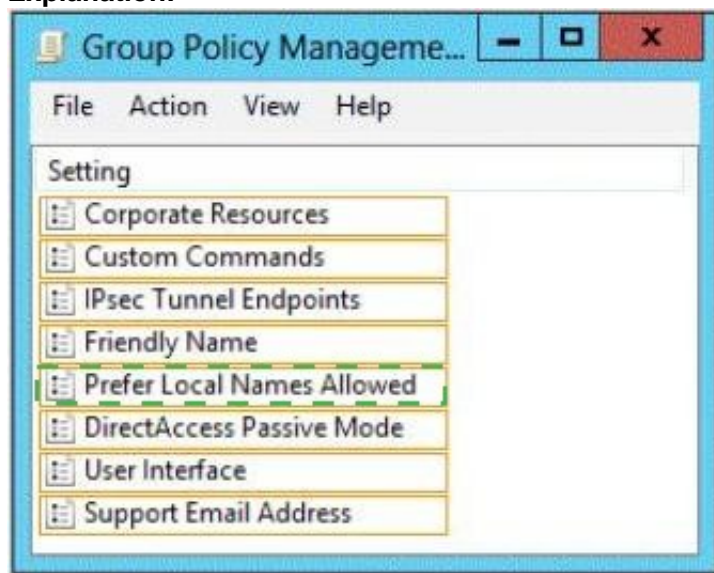 Explanation:
Group Policy Manageme...
File Action View Help
Setting
Corporate Resources
Custom Commands
IPsec Tunnel Endpoints
Friendly Name
Prefer Local Names Allowed
DirectAccess Passive Mode
User Interface
Support Email Address